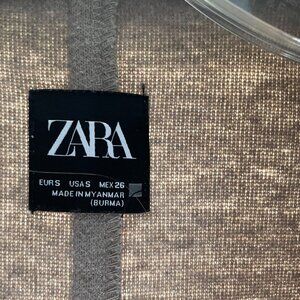 ZARA
EUR S USA S MEX 26
MADE IN MYANMAR
(BURMA)